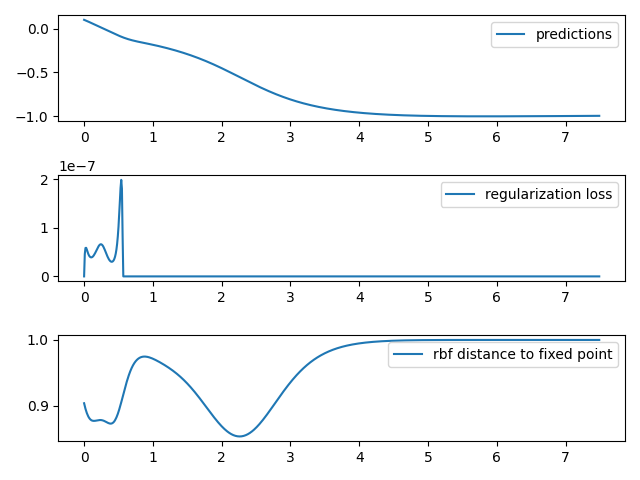 0.0
−0.5
−1.0
predictions
0 1 2 3 4 5 6 7
1e−7
2
1
0
regularization loss
0 1 2 3 4 5 6 7
1.0
0.9
rbf distance to fixed point
0 1 2 3 4 5 6 7